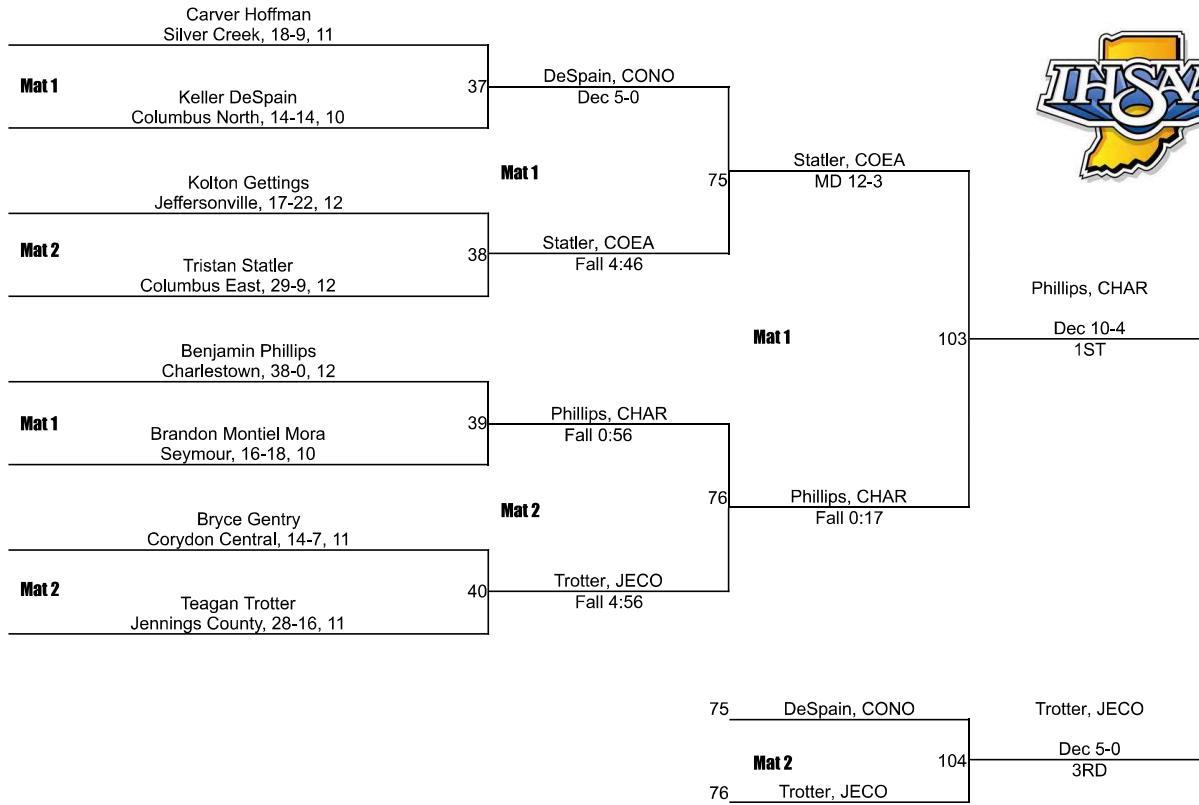 Carver Hoffman
Silver Creek, 18-9, 11
Mat 1
37
Keller DeSpain
Columbus North, 14-14, 10
DeSpain, CONO
Dec 5-0
Kolton Gettings
Jeffersonville, 17-22, 12
Mat 2
38
Tristan Statler
Columbus East, 29-9, 12
Statler, COEA
Fall 4:46
Mat 1
75
Statler, COEA
MD 12-3
Benjamin Phillips
Charlestown, 38-0, 12
Mat 1
39
Brandon Montiel Mora
Seymour, 16-18, 10
Phillips, CHAR
Fall 0:56
Bryce Gentry
Corydon Central, 14-7, 11
Mat 2
40
Teagan Trotter
Jennings County, 28-16, 11
Trotter, JECO
Fall 4:56
Mat 2
76
Phillips, CHAR
Fall 0:17
Mat 1
103
Phillips, CHAR
Dec 10-4
1ST
IHSAA
75
DeSpain, CONO
Mat 2
104
76
Trotter, JECO
Trotter, JECO
Dec 5-0
3RD